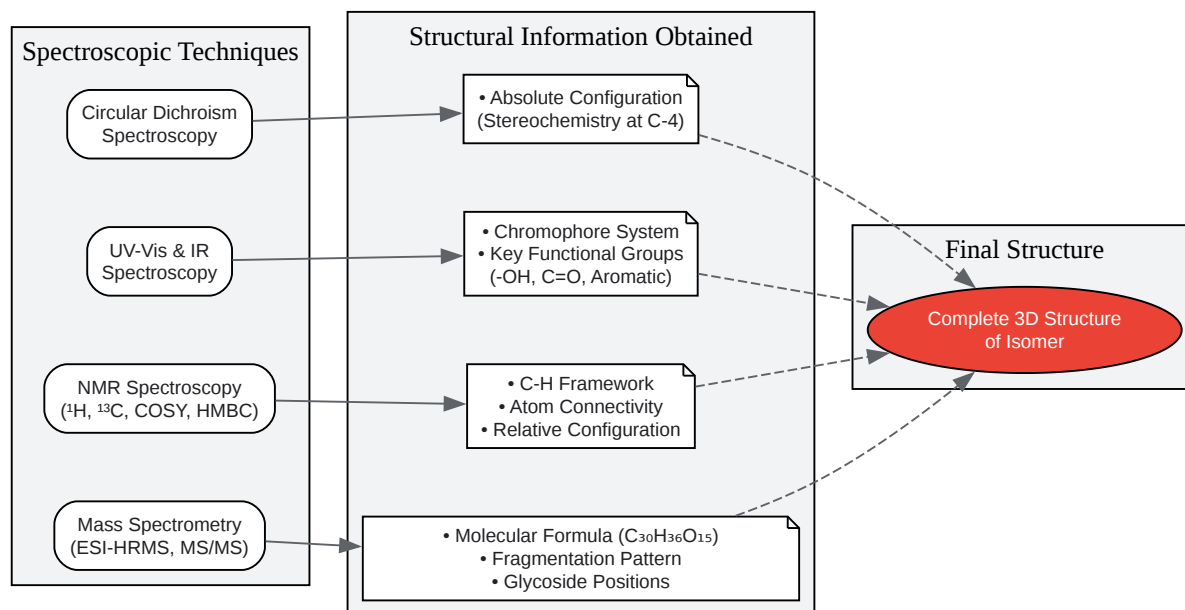 Spectroscopic Techniques
Circular Dichroism
Spectroscopy
UV-Vis & IR
Spectroscopy
NMR Spectroscopy
(¹H, ¹³C, COSY, HMBC)
Mass Spectrometry
(ESI-HRMS, MS/MS)
Structural Information Obtained
• Absolute Configuration
(Stereochemistry at C-4)
• Chromophore System
• Key Functional Groups
(-OH, C=O, Aromatic)
• C-H Framework
• Atom Connectivity
• Relative Configuration
• Molecular Formula (C₃₀H₃₆O₁₅)
• Fragmentation Pattern
• Glycoside Positions
Final Structure
Complete 3D Structure
of Isomer